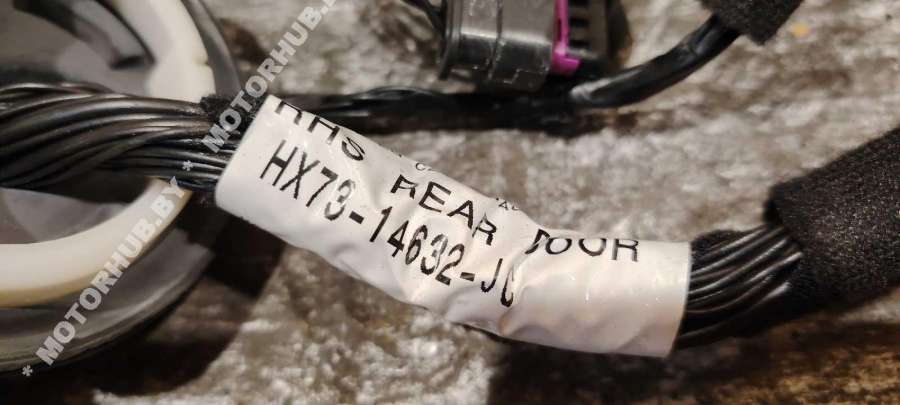 RHS
REAR DOOR
HX73-14632-J
* MOTORHUB.BY * MOTORHUB.BY *